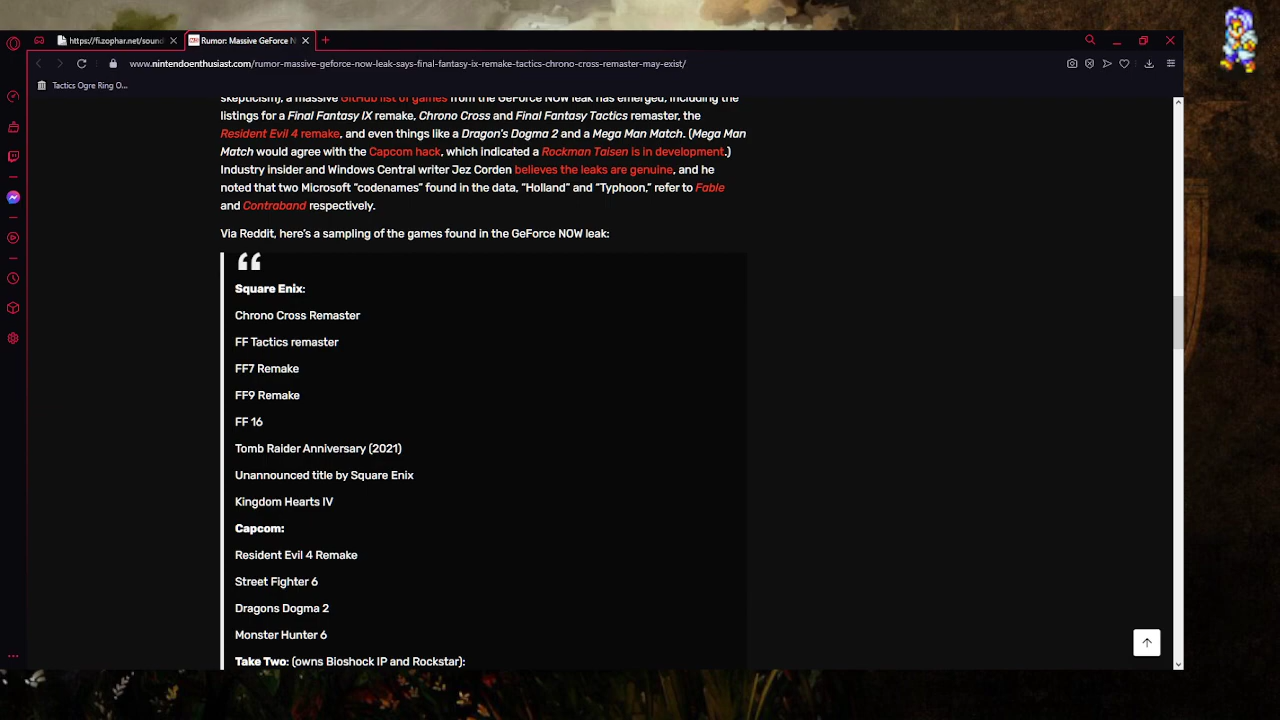 https://fi.zophar.net/sound
Rumor: Massive GeForce N
www.nintendoenthusiast.com/rumor-massive-geforce-now-leak-says-final-fantasy-ix-remake-tactics-chrono-cross-remaster-may-exist/
Tactics Ogre Ring O...
skepticism), a massive GitHub list of games from the GeForce NOW leak has emerged, including the
listings for a Final Fantasy IX remake, Chrono Cross and Final Fantasy Tactics remaster, the
Resident Evil 4 remake, and even things like a Dragon's Dogma 2 and a Mega Man Match. (Mega Man
Match would agree with the Capcom hack, which indicated a Rockman Taisen is in development.)
Industry insider and Windows Central writer Jez Corden believes the leaks are genuine, and he
noted that two Microsoft “codenames” found in the data, “Holland” and “Typhoon,” refer to Fable
and Contraband respectively.
Via Reddit, here’s a sampling of the games found in the GeForce NOW leak:
“
Square Enix:
Chrono Cross Remaster
FF Tactics remaster
FF7 Remake
FF9 Remake
FF 16
Tomb Raider Anniversary (2021)
Unannounced title by Square Enix
Kingdom Hearts IV
Capcom:
Resident Evil 4 Remake
Street Fighter 6
Dragons Dogma 2
Monster Hunter 6
Take Two: (owns Bioshock IP and Rockstar):